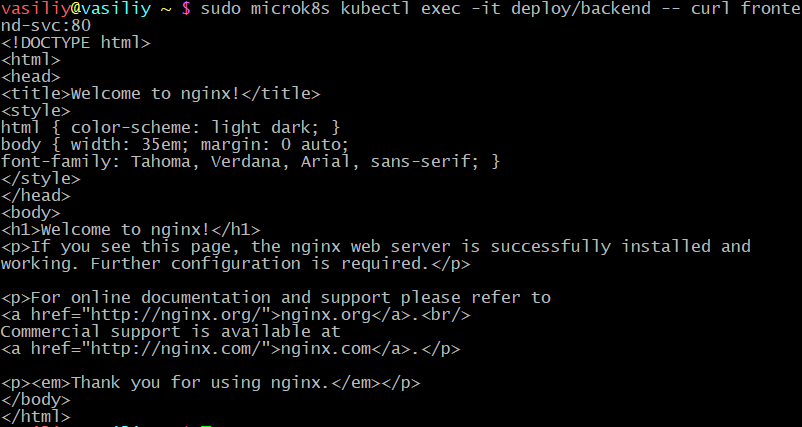 vasiliy@vasiliy ~ $ sudo microk8s kubectl exec -it deploy/backend -- curl fronte
nd-svc:80
<!DOCTYPE html>
<html>
<head>
<title>Welcome to nginx!</title>
<style>
html { color-scheme: light dark; }
body { width: 35em; margin: 0 auto;
font-family: Tahoma, Verdana, Arial, sans-serif; }
</style>
</head>
<body>
<h1>Welcome to nginx!</h1>
<p>If you see this page, the nginx web server is successfully installed and
working. Further configuration is required.</p>
<p>For online documentation and support please refer to
<a href="http://nginx.org/">nginx.org</a>.<br/>
Commercial support is available at
<a href="http://nginx.com/">nginx.com</a>.</p>
<p><em>Thank you for using nginx.</em></p>
</body>
</html>